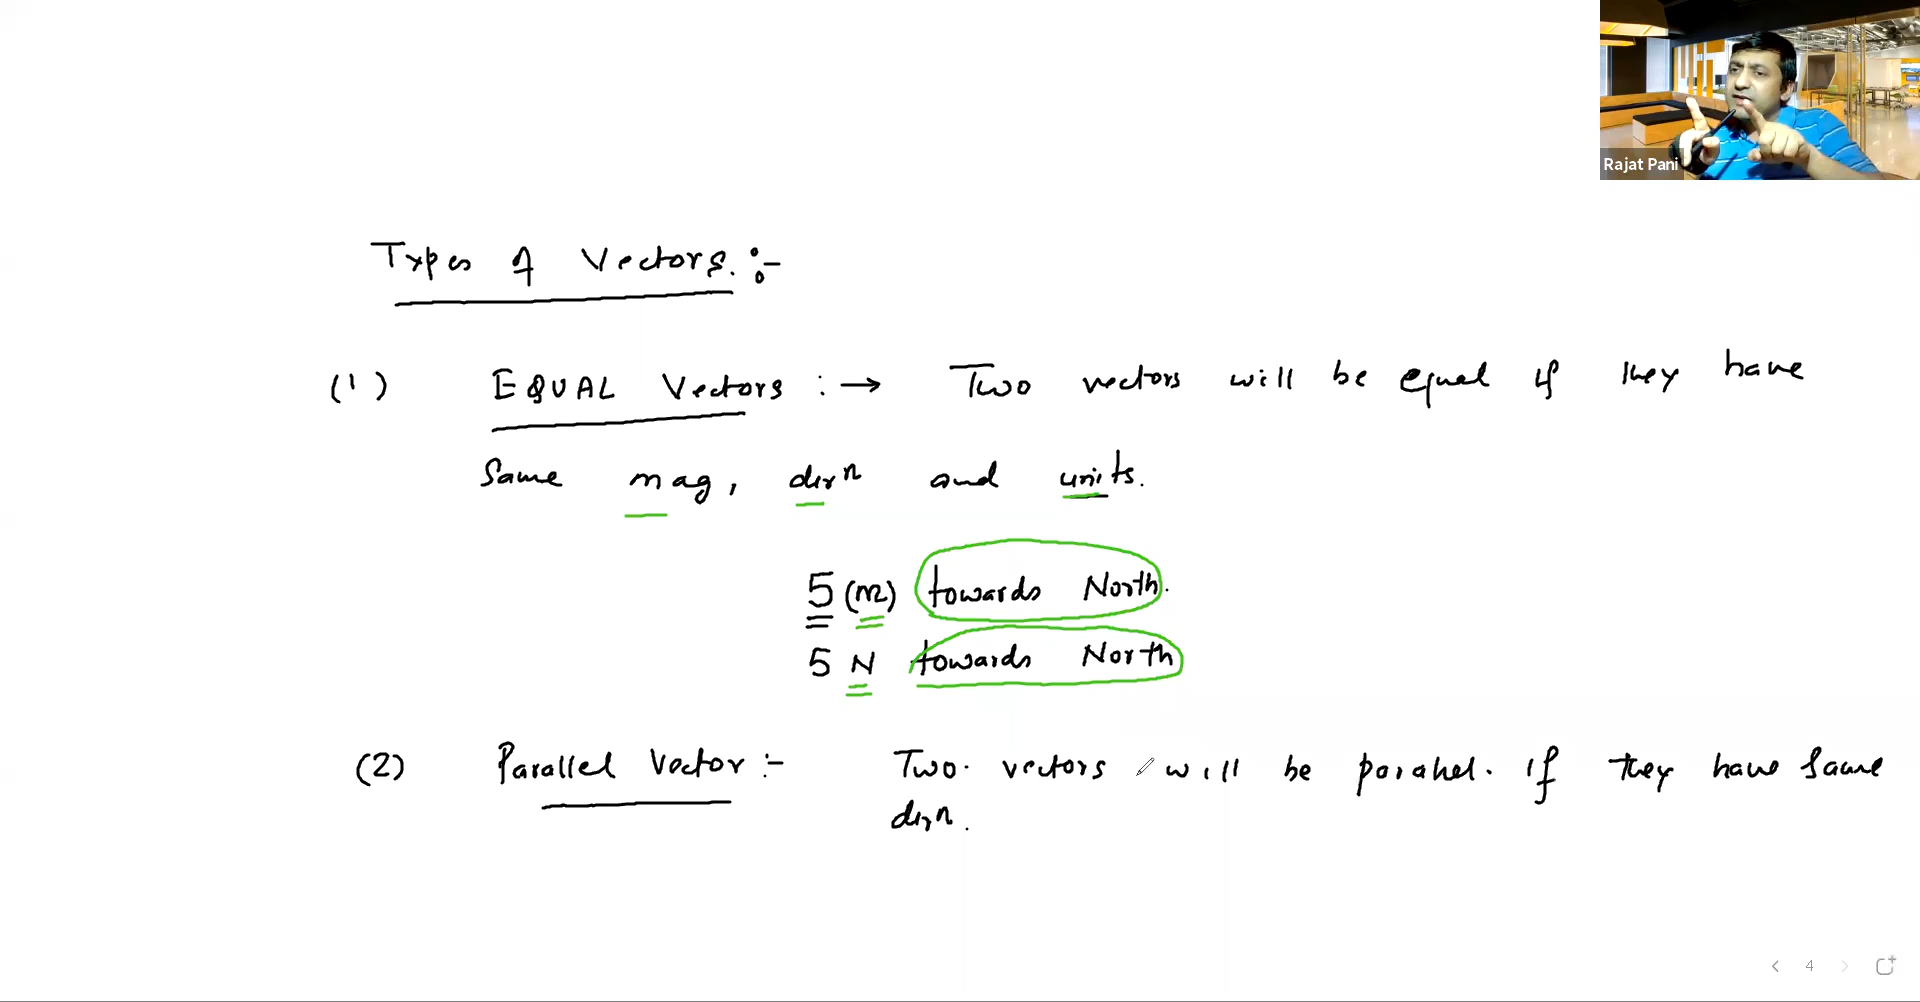 Rajat Pani
Types of Vectors :-
(1) EQUAL Vectors :→ Two vectors will be equal if they have
Same mag, dirⁿ and units.
5 (m) towards North.
5 N towards North
(2) Parallel Vector :- Two vectors will be parallel. If they have Same
dirⁿ.
4